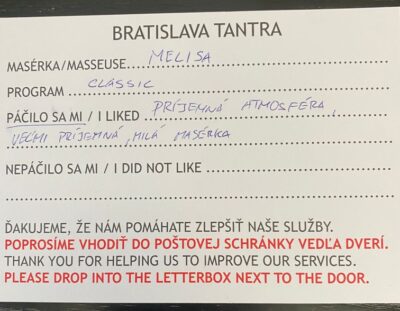 BRATISLAVA TANTRA
MASÉRKA/MASSEUSE MELISA
PROGRAM CLASSIC
PÁČILO SA MI / I LIKED PRÍJEMNÁ ATMOSFÉRA,
VEĽMI PRÍJEMNÁ, MILÁ MASÉRKA
NEPÁČILO SA MI / I DID NOT LIKE
ĎAKUJEME, ŽE NÁM POMÁHATE ZLEPŠIŤ NAŠE SLUŽBY.
POPROSÍME VHODIŤ DO POŠTOVEJ SCHRÁNKY VEDĽA DVERÍ.
THANK YOU FOR HELPING US TO IMPROVE OUR SERVICES.
PLEASE DROP INTO THE LETTERBOX NEXT TO THE DOOR.